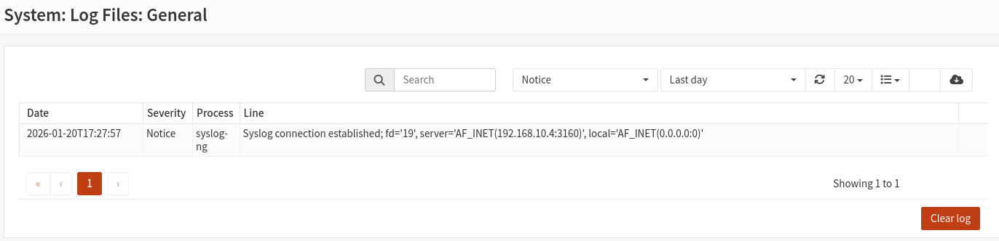 System: Log Files: General
Search
Notice
Last day
20
Date Severity Process Line
2026-01-20T17:27:57 Notice syslog-ng Syslog connection established; fd='19', server='AF_INET(192.168.10.4:3160)', local='AF_INET(0.0.0.0:0)'
« ‹ 1 ›
Showing 1 to 1
Clear log